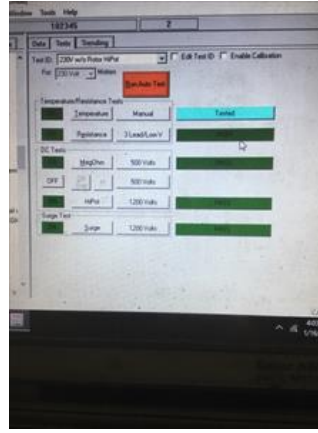 Window Tools Help
102345 2
Data Tests Trending
Test ID: 230V w/o Rotor HiPot Edit Test ID Enable Calibration
For: 230 Volt Motors
Run Auto Test
Temperature/Resistance Tests
Temperature Manual Tested
Resistance 3 Lead/Low V
DC Tests
MegOhm 500 Volts
OFF 500 Volts
HiPot 1200 Volts
Surge Test
Surge 1200 Volts